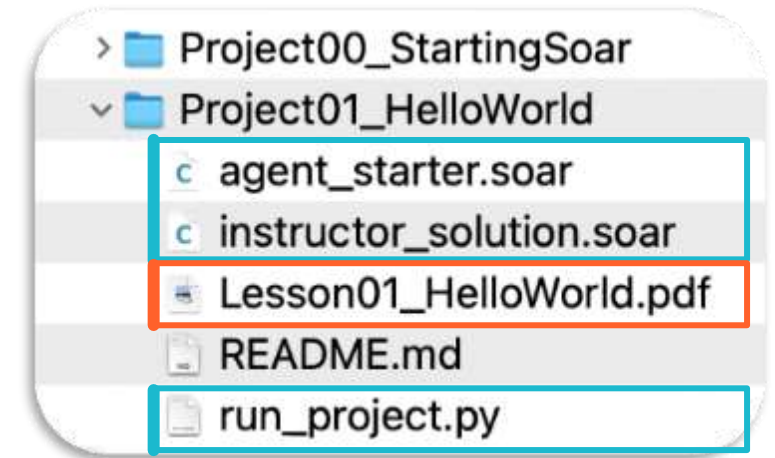 Project00_StartingSoar
Project01_HelloWorld
agent_starter.soar
instructor_solution.soar
Lesson01_HelloWorld.pdf
README.md
run_project.py